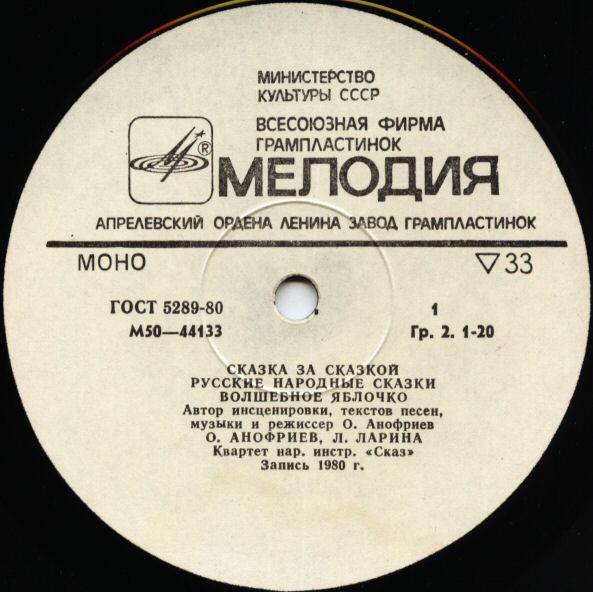 МИНИСТЕРСТВО
КУЛЬТУРЫ СССР
ВСЕСОЮЗНАЯ ФИРМА
ГРАМПЛАСТИНОК
®
МЕЛОДИЯ
АПРЕЛЕВСКИЙ ОРДЕНА ЛЕНИНА ЗАВОД ГРАМПЛАСТИНОК
МОНО ▽33
ГОСТ 5289-80 1
М50—44133 Гр. 2. 1-20
СКАЗКА ЗА СКАЗКОЙ
РУССКИЕ НАРОДНЫЕ СКАЗКИ
ВОЛШЕБНОЕ ЯБЛОЧКО
Автор инсценировки, текстов песен,
музыки и режиссер О. Анофриев
О. АНОФРИЕВ, Л. ЛАРИНА
Квартет нар. инстр. «Сказ»
Запись 1980 г.